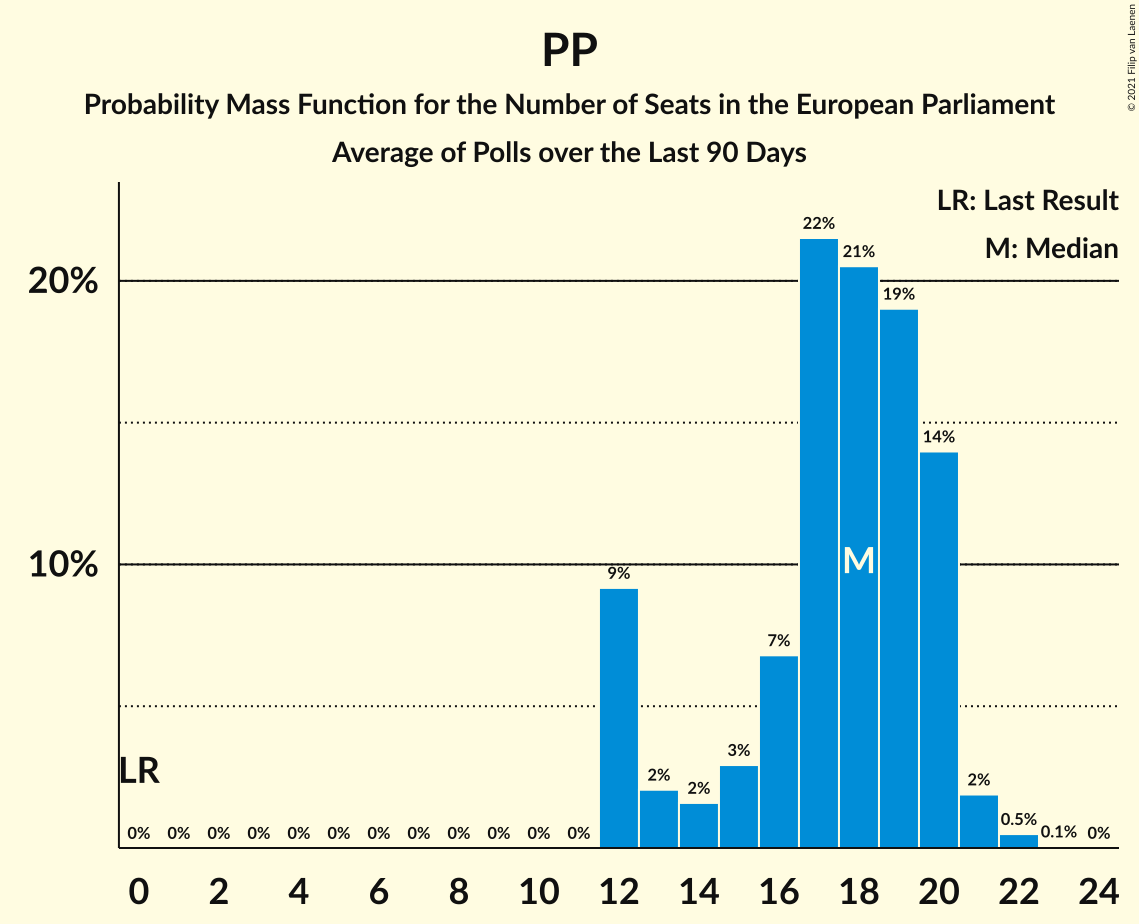 PP
Probability Mass Function for the Number of Seats in the European Parliament
Average of Polls over the Last 90 Days
© 2021 Filip van Laenen
LR: Last Result
M: Median
20%
10%
22%
21%
19%
14%
9%
7%
3%
2%
2%
2%
0.5%
0.1%
0%
M
LR
0% 0% 0% 0% 0% 0% 0% 0% 0% 0% 0% 0%
0 2 4 6 8 10 12 14 16 18 20 22 24